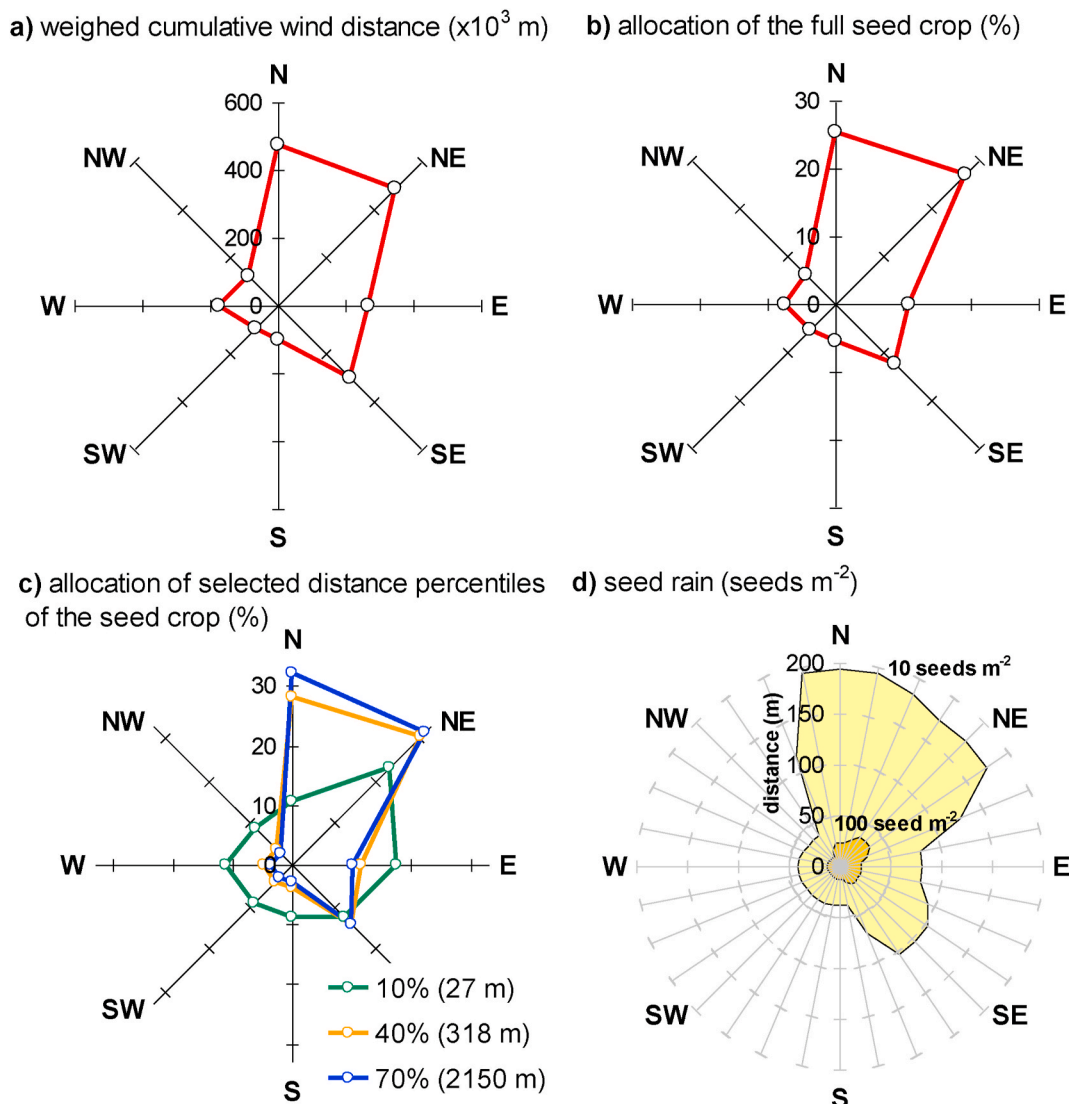 a) weighed cumulative wind distance (x10³ m)
N
600
400
200
0
NW
NE
W
E
SW
SE
S
b) allocation of the full seed crop (%)
N
30
20
10
0
NW
NE
W
E
SW
SE
S
c) allocation of selected distance percentiles
of the seed crop (%)
N
30
20
10
0
NW
NE
W
E
SW
S
10% (27 m)
40% (318 m)
70% (2150 m)
d) seed rain (seeds m⁻²)
N
200
150
100
50
0
distance (m)
10 seeds m⁻²
100 seed m⁻²
NW
NE
W
E
SW
SE
S